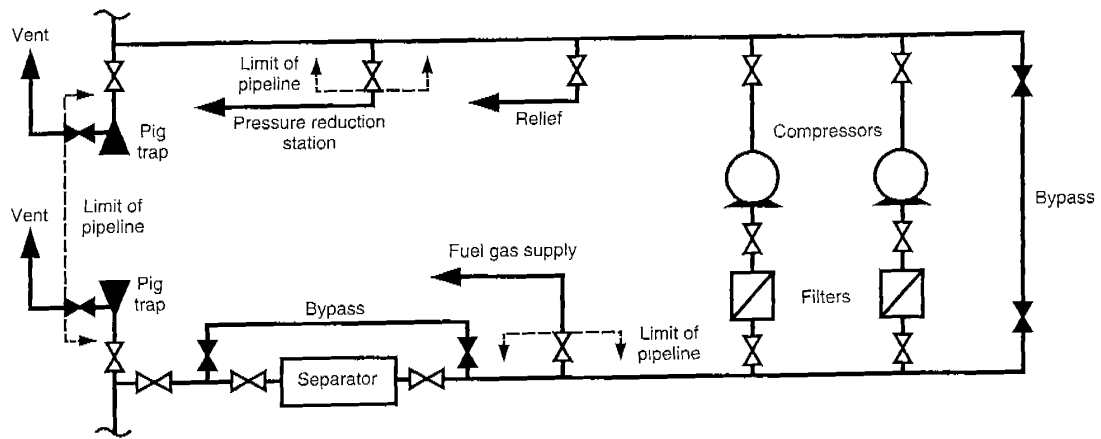 Vent
Limit of
pipeline
Pig
trap
Pressure reduction
station
Relief
Compressors
Bypass
Vent
Limit of
pipeline
Pig
trap
Fuel gas supply
Bypass
Filters
Limit of
pipeline
Separator